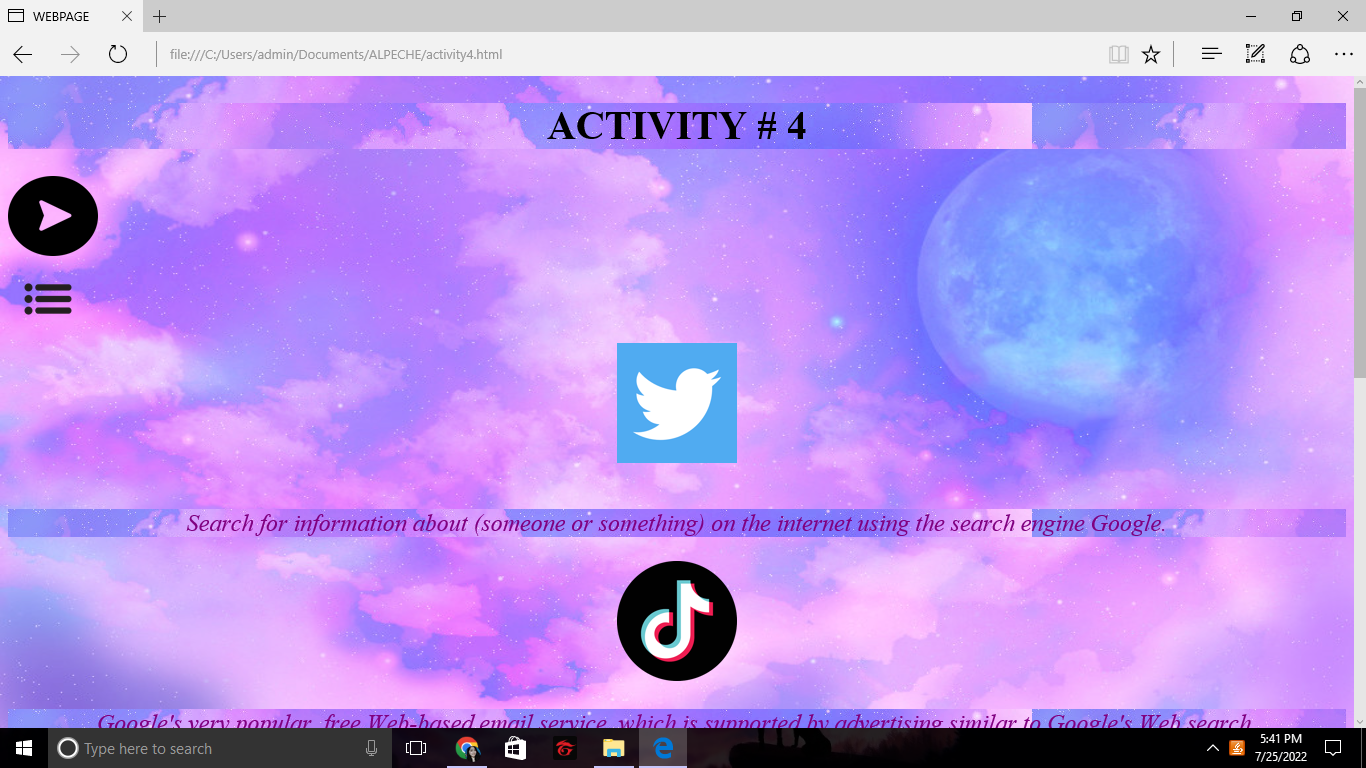 WEBPAGE
file:///C:/Users/admin/Documents/ALPECHE/activity4.html
ACTIVITY # 4
Search for information about (someone or something) on the internet using the search engine Google.
Google's very popular, free Web-based email service, which is supported by advertising similar to Google's Web search
Type here to search
5:41 PM
7/25/2022